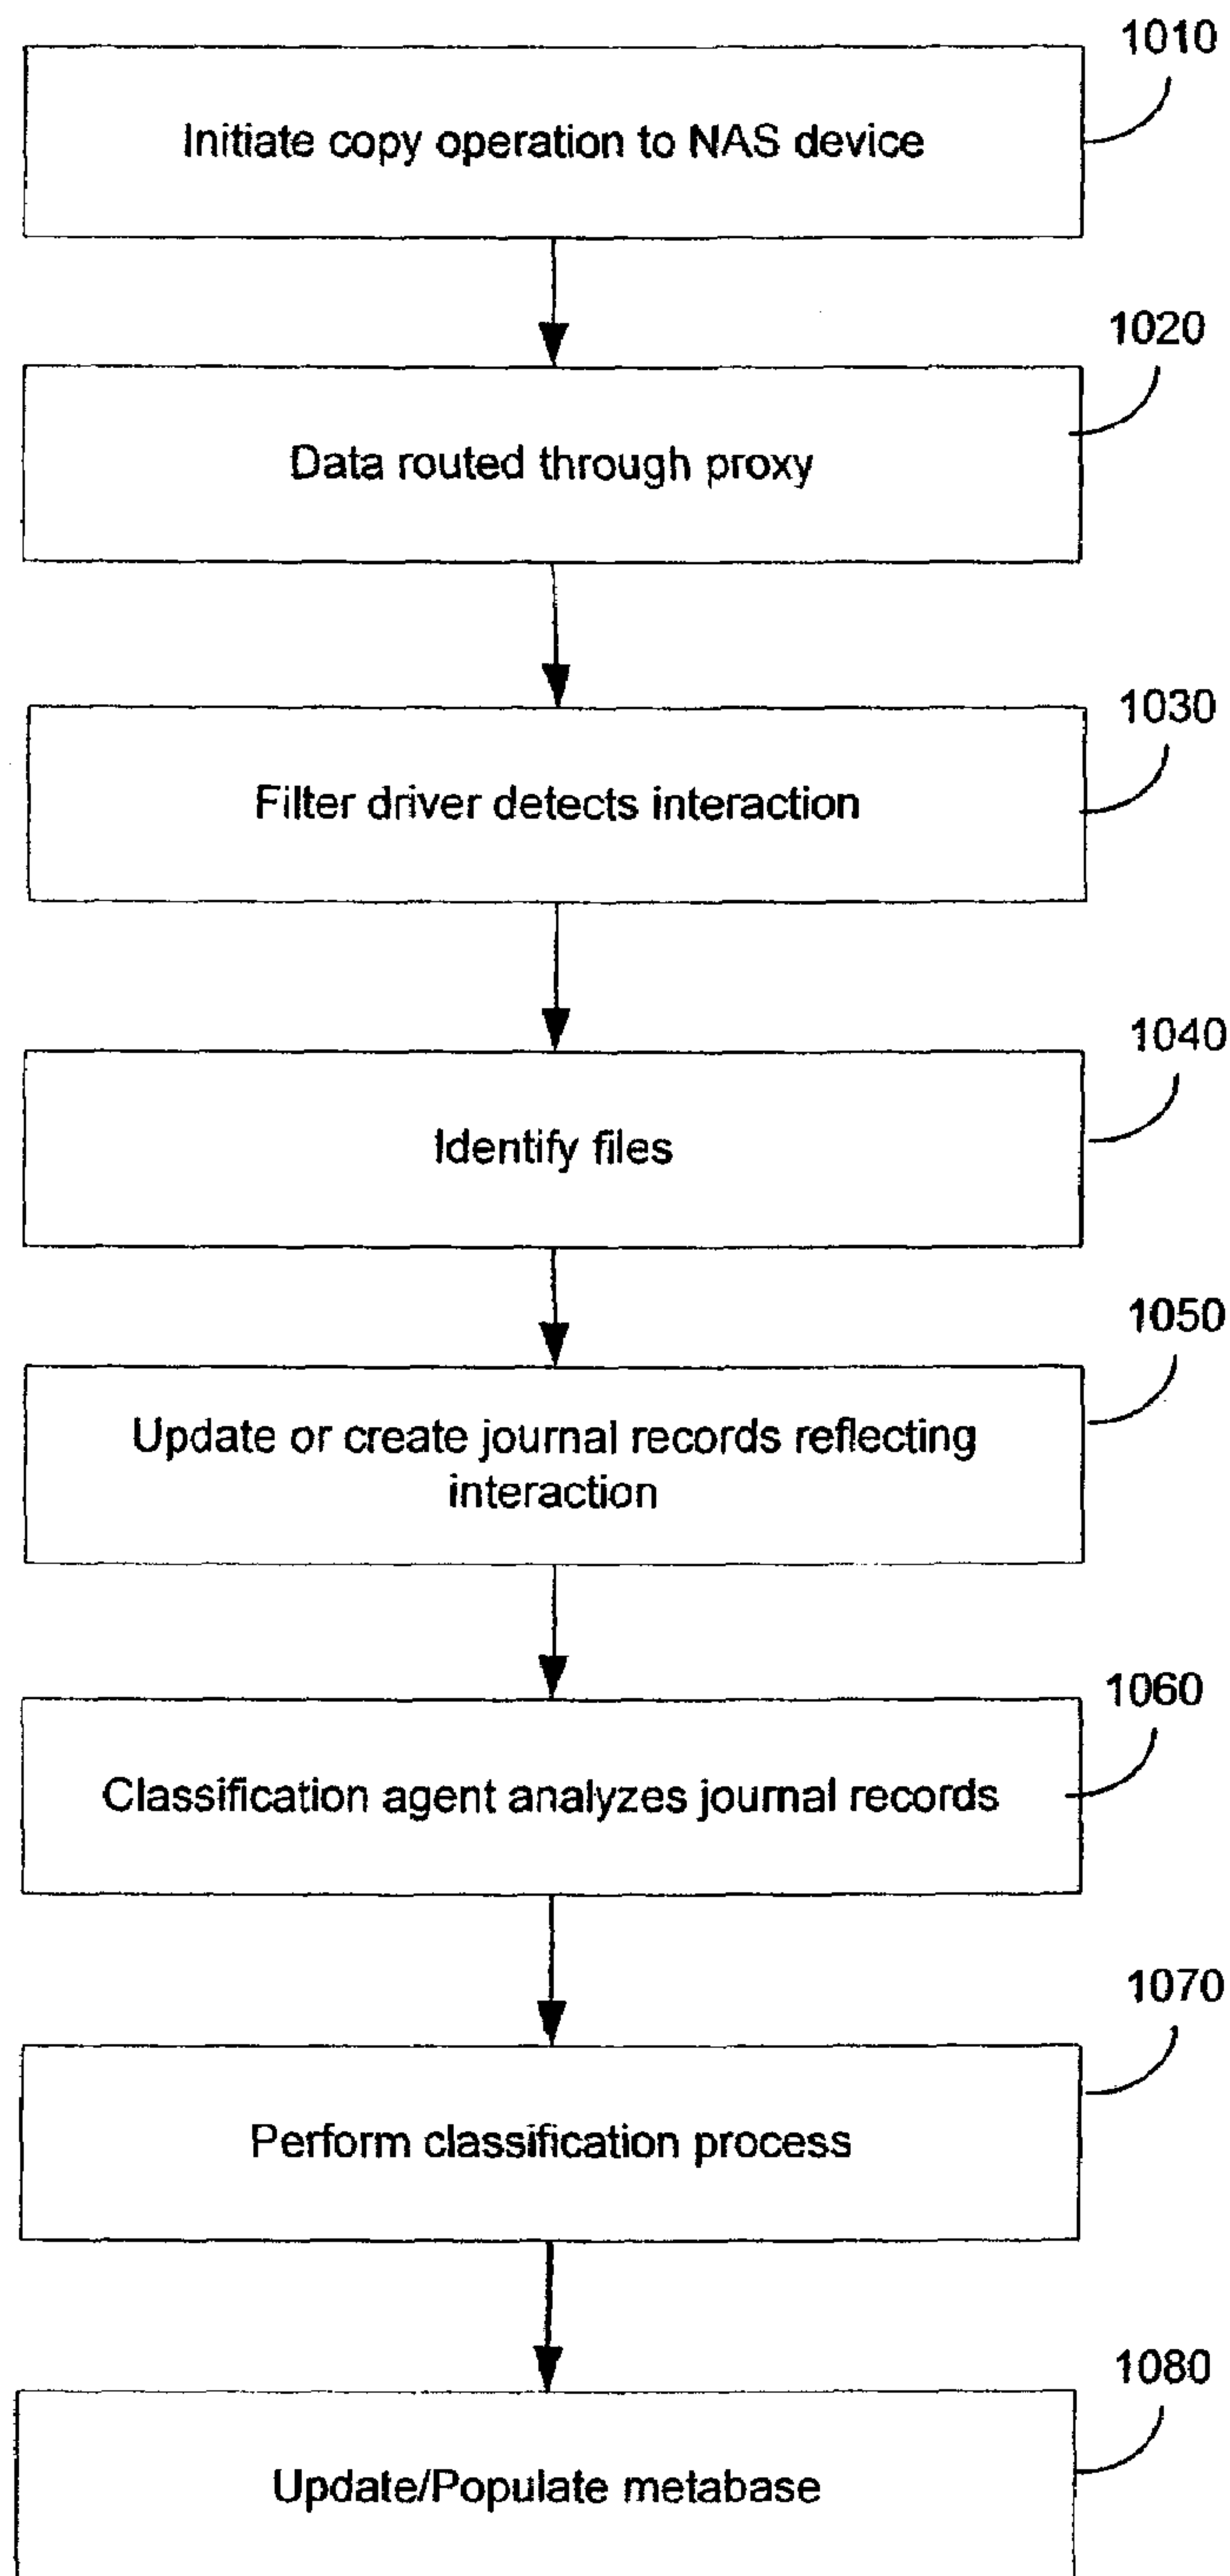 1010
Initiate copy operation to NAS device
1020
Data routed through proxy
1030
Filter driver detects interaction
1040
Identify files
1050
Update or create journal records reflecting
interaction
1060
Classification agent analyzes journal records
1070
Perform classification process
1080
Update/Populate metabase